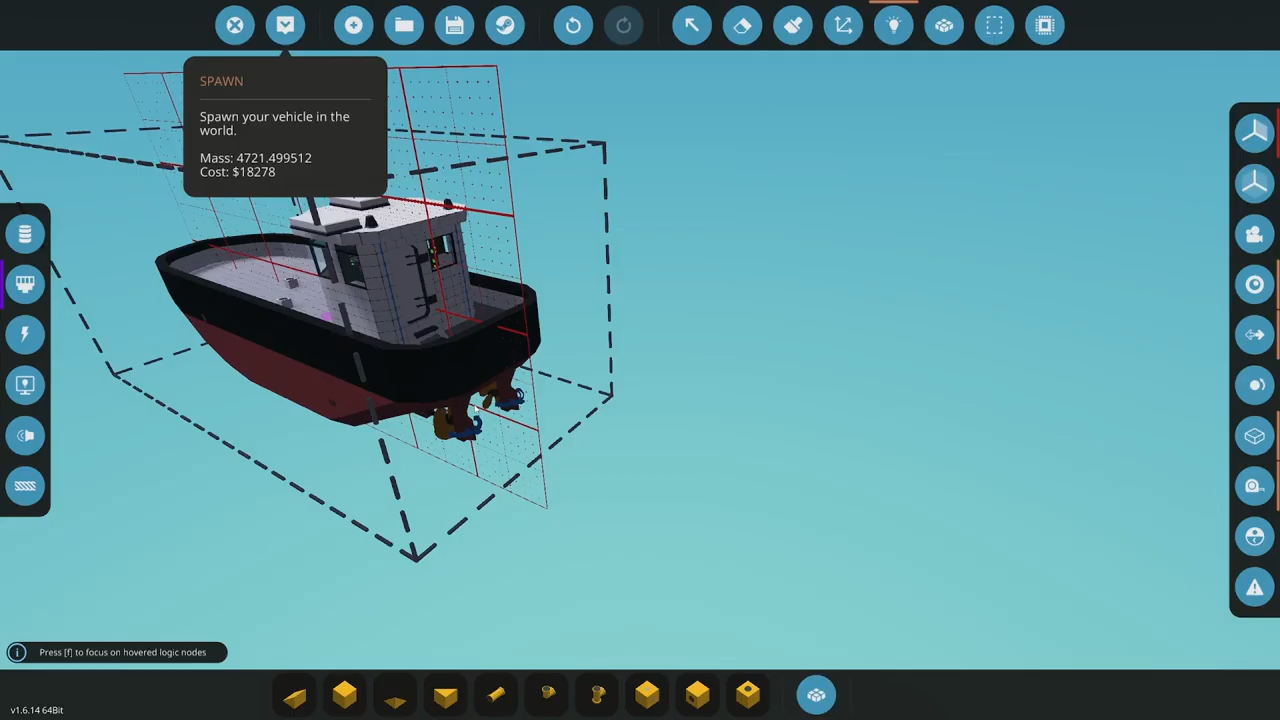 SPAWN
Spawn your vehicle in the
world.
Mass: 4721.499512
Cost: $18278
Press [f] to focus on hovered logic nodes
v1.6.14 64Bit